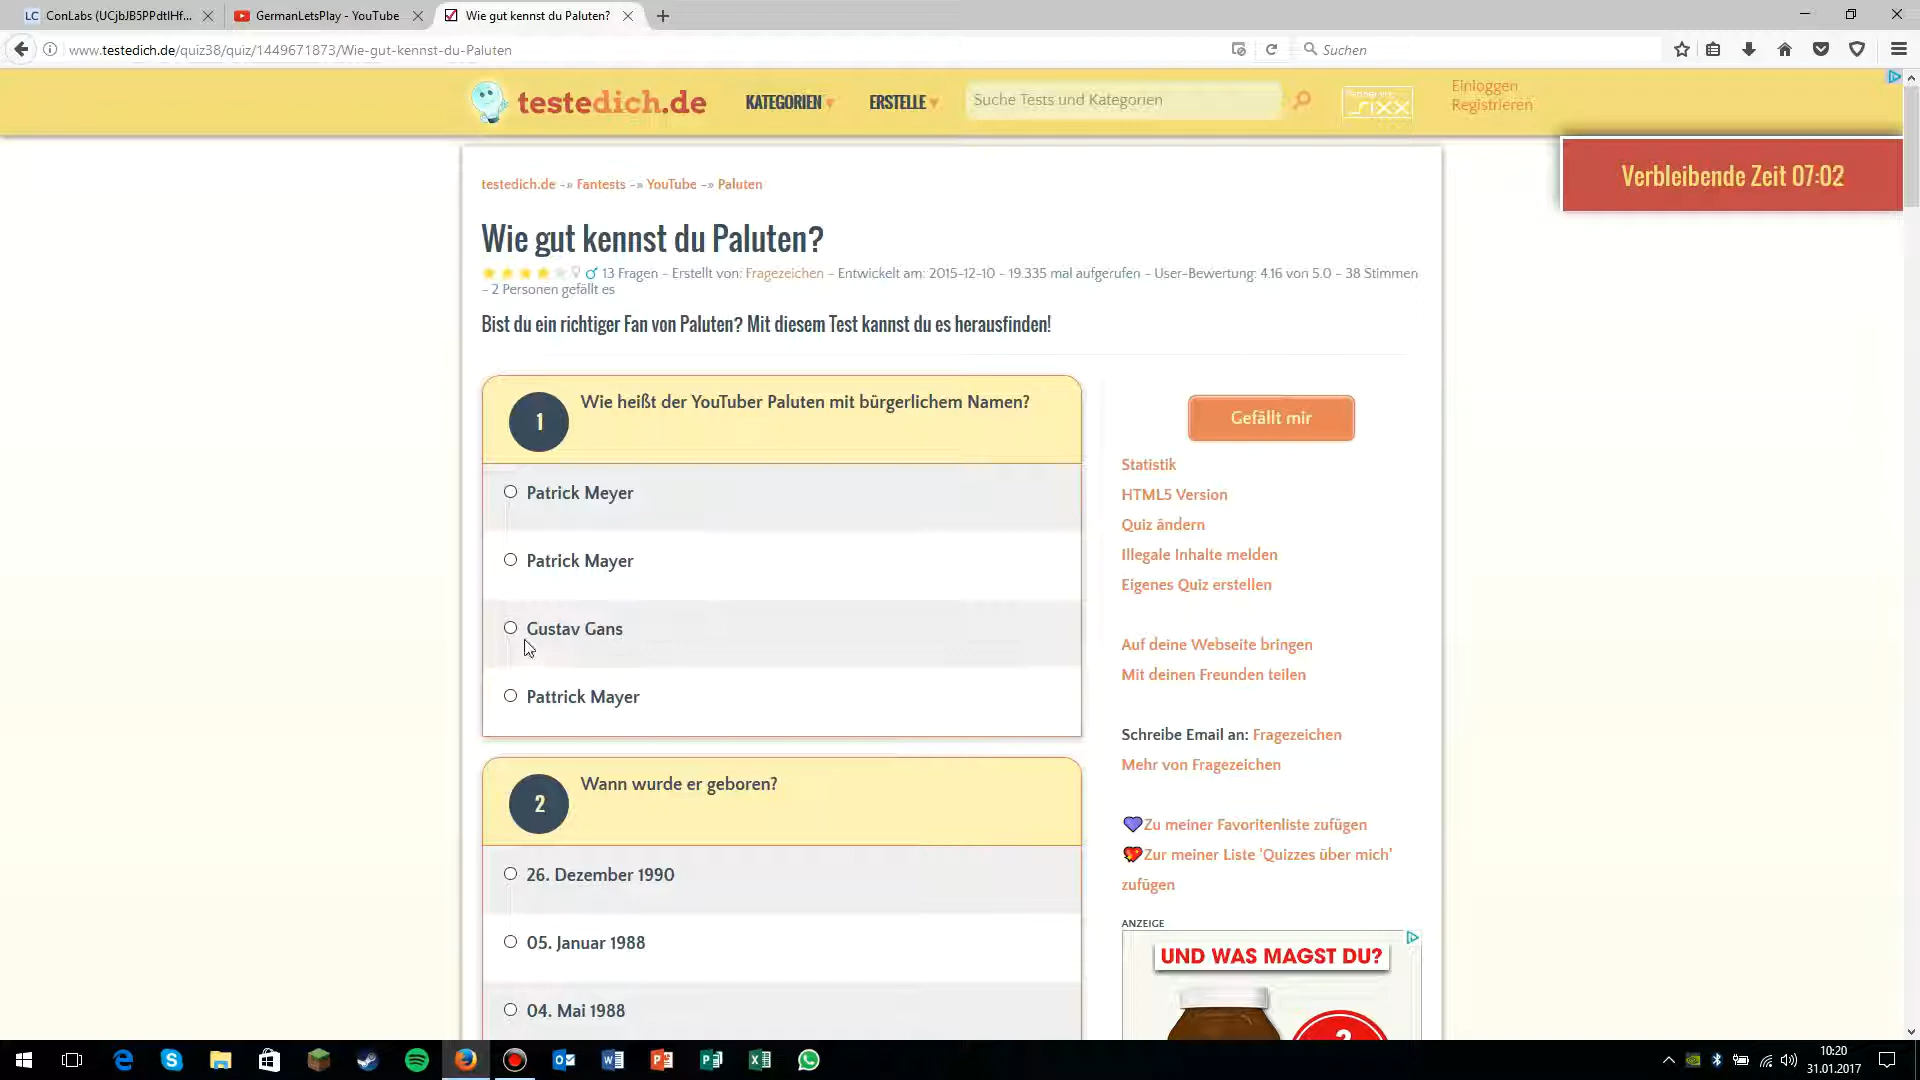 ConLabs (UCjbJB5PPdtIHf...
GermanLetsPlay - YouTube
Wie gut kennst du Paluten?
www.testedich.de/quiz38/quiz/1449671873/Wie-gut-kennst-du-Paluten
Suchen
testedich.de
KATEGORIEN
ERSTELLE
Suche Tests und Kategorien
sixx
Einloggen
Registrieren
Verbleibende Zeit 07:02
testedich.de -» Fantests -» YouTube -» Paluten
Wie gut kennst du Paluten?
13 Fragen - Erstellt von: Fragezeichen - Entwickelt am: 2015-12-10 - 19.335 mal aufgerufen - User-Bewertung: 4.16 von 5.0 - 38 Stimmen
- 2 Personen gefällt es
Bist du ein richtiger Fan von Paluten? Mit diesem Test kannst du es herausfinden!
1
Wie heißt der YouTuber Paluten mit bürgerlichem Namen?
Patrick Meyer
Patrick Mayer
Gustav Gans
Pattrick Mayer
2
Wann wurde er geboren?
26. Dezember 1990
05. Januar 1988
04. Mai 1988
Gefällt mir
Statistik
HTML5 Version
Quiz ändern
Illegale Inhalte melden
Eigenes Quiz erstellen
Auf deine Webseite bringen
Mit deinen Freunden teilen
Schreibe Email an: Fragezeichen
Mehr von Fragezeichen
Zu meiner Favoritenliste zufügen
Zur meiner Liste 'Quizzes über mich'
zufügen
ANZEIGE
UND WAS MAGST DU?
10:20
31.01.2017